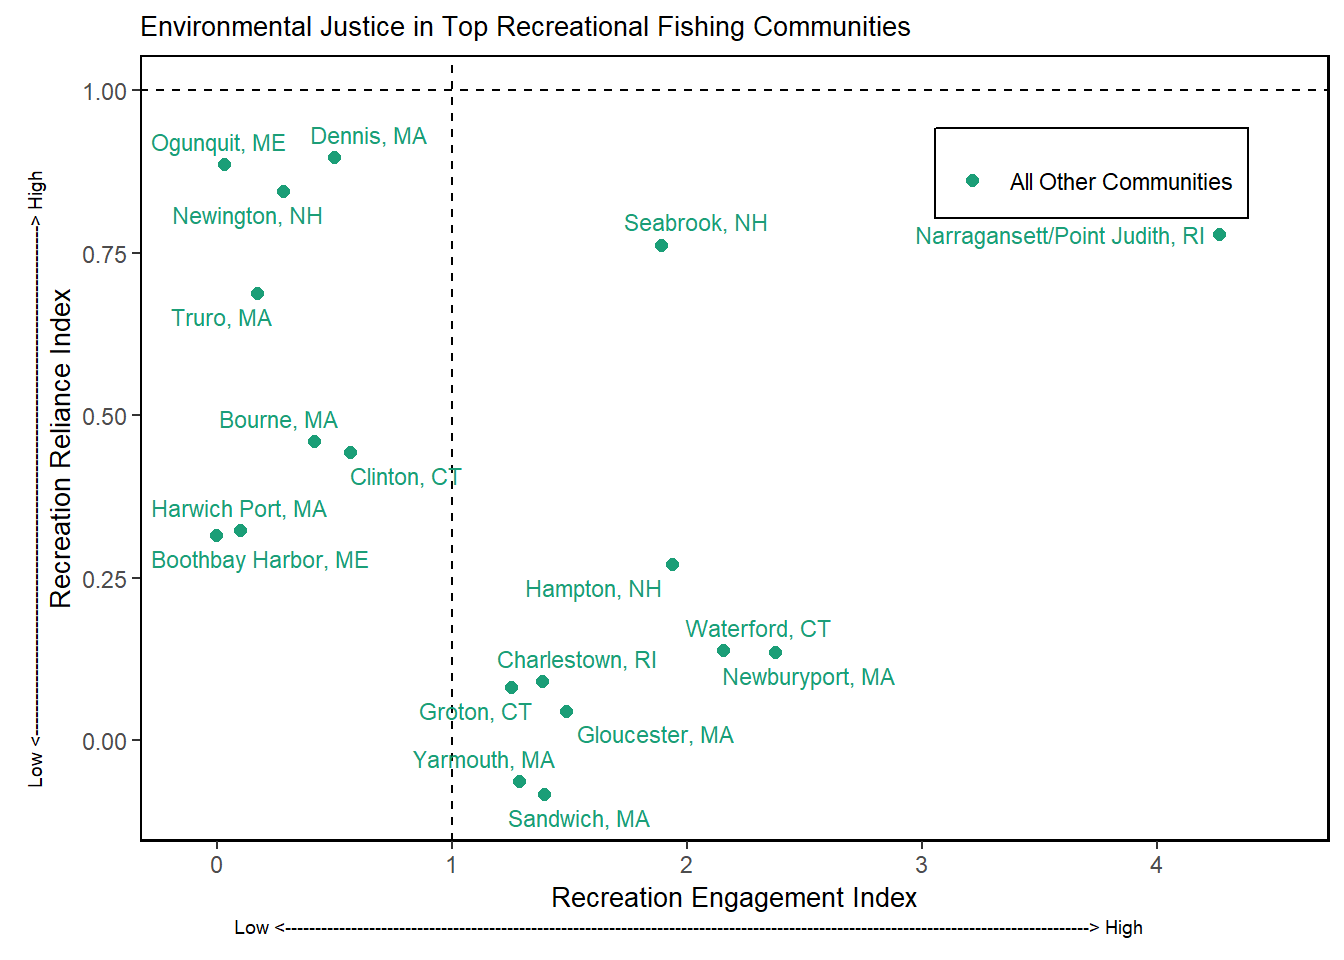 Environmental Justice in Top Recreational Fishing Communities
1.00
0.75
0.50
0.25
0.00
Recreation Reliance Index
Low <--------------------------------------------------------------------------> High
Ogunquit, ME
Dennis, MA
Newington, NH
All Other Communities
Seabrook, NH
Narragansett/Point Judith, RI
Truro, MA
Bourne, MA
Clinton, CT
Harwich Port, MA
Boothbay Harbor, ME
Hampton, NH
Waterford, CT
Charlestown, RI
Newburyport, MA
Groton, CT
Gloucester, MA
Yarmouth, MA
Sandwich, MA
0 1 2 3 4
Recreation Engagement Index
Low <--------------------------------------------------------------------------------------------------------------------> High